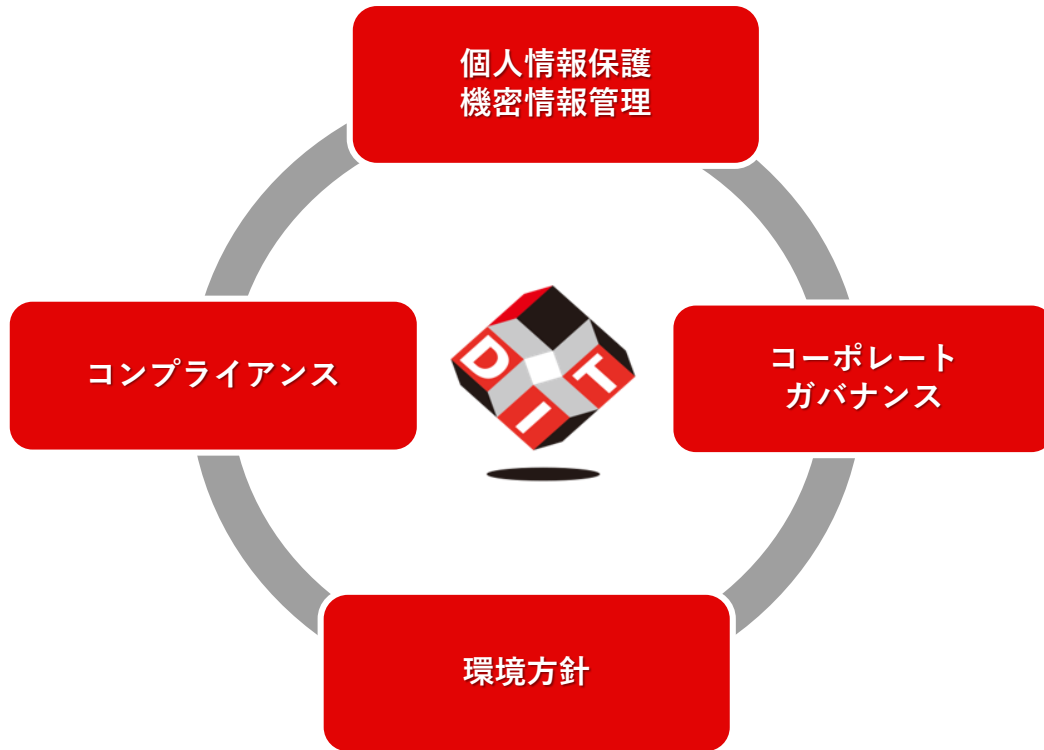 個人情報保護
機密情報管理
コンプライアンス
D I T
コーポレート
ガバナンス
環境方針